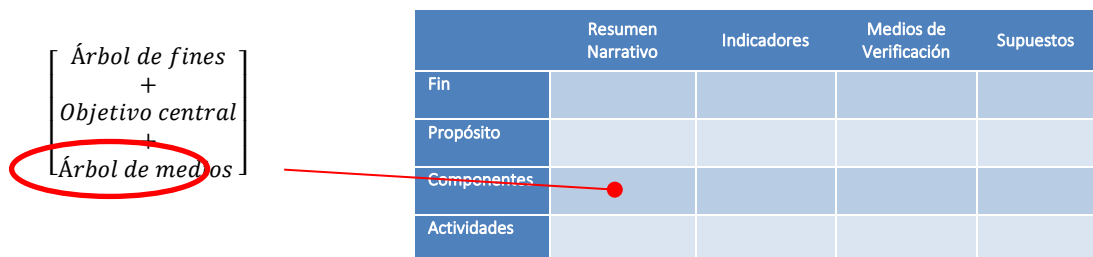 Árbol de fines
+
Objetivo central
+
Árbol de medios
Resumen
Narrativo
Indicadores
Medios de
Verificación
Supuestos
Fin
Propósito
Componentes
Actividades